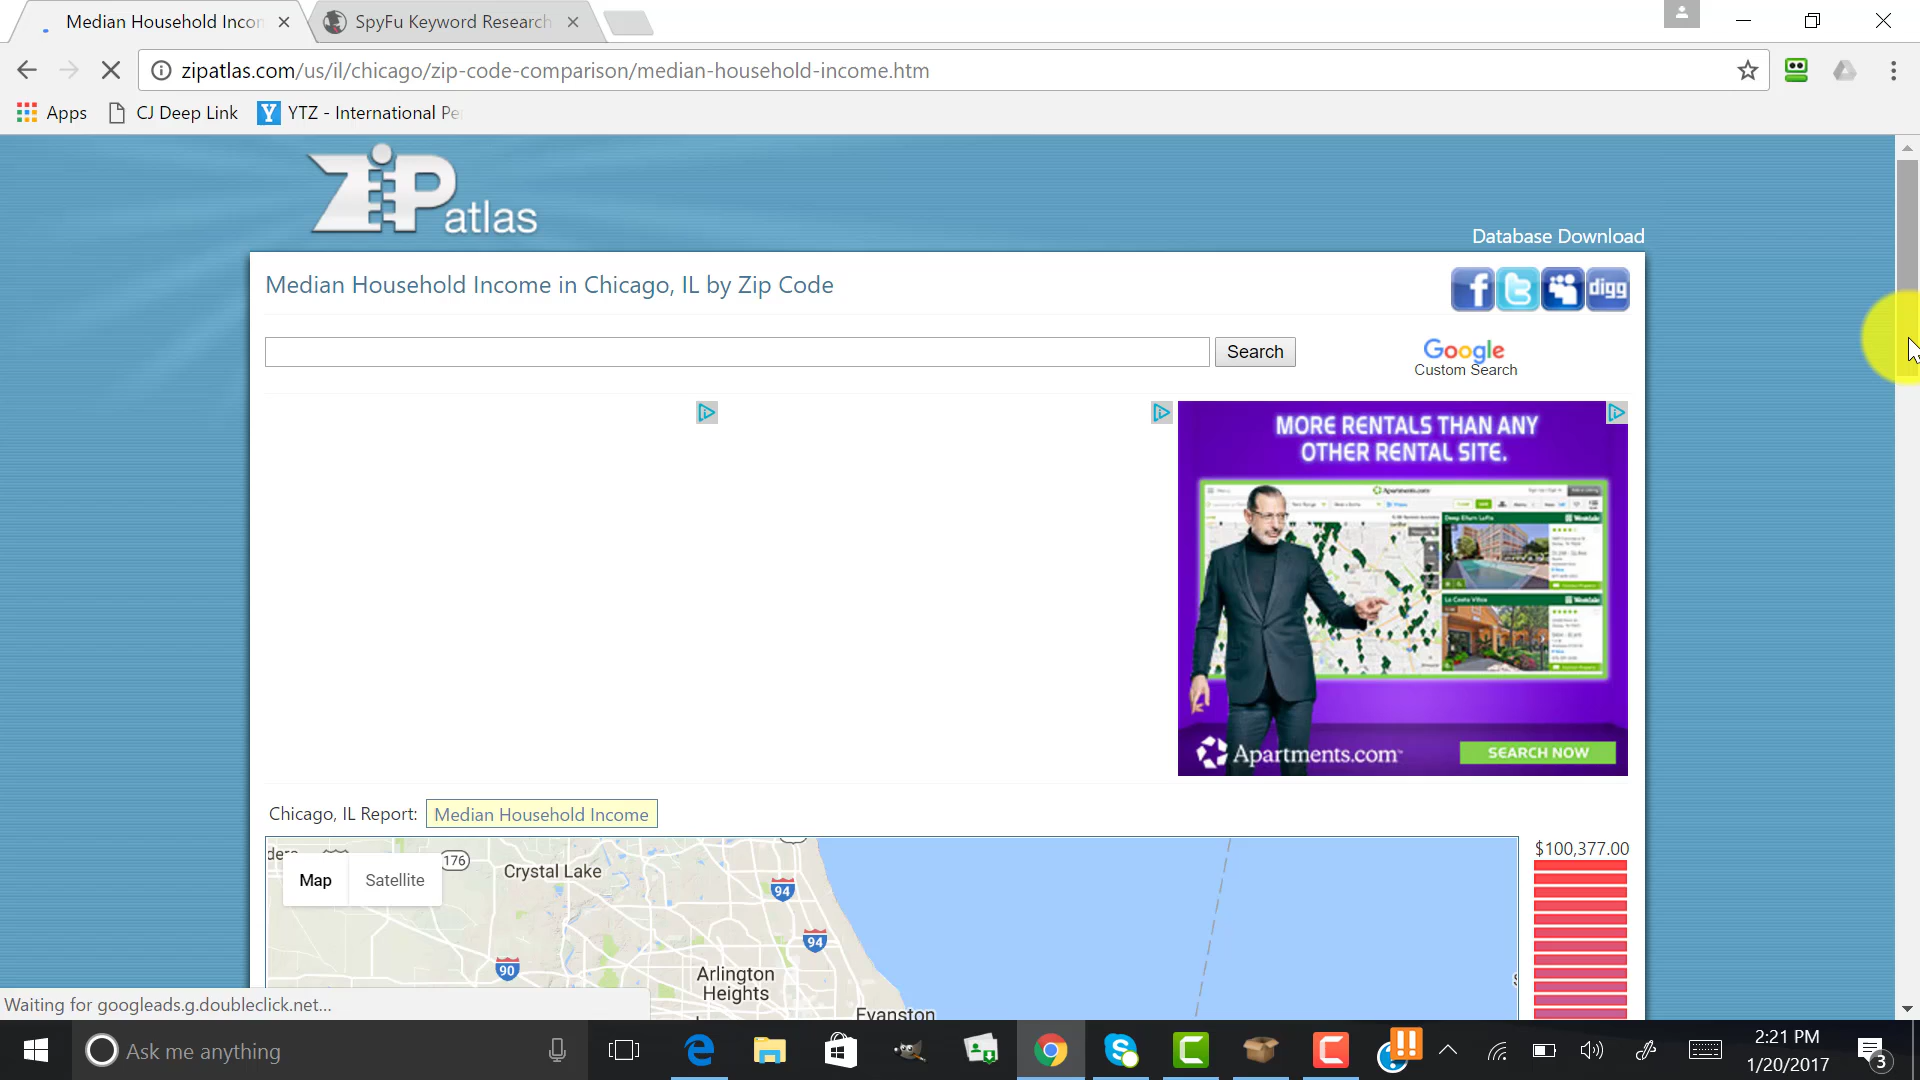 Median Household Incon
SpyFu Keyword Research
zipatlas.com/us/il/chicago/zip-code-comparison/median-household-income.htm
Apps
CJ Deep Link
Y
YTZ - International Pe
ZiPatlas
Database Download
Median Household Income in Chicago, IL by Zip Code
digg
Search
Google
Custom Search
MORE RENTALS THAN ANY
OTHER RENTAL SITE.
Apartments.com
SEARCH NOW
Chicago, IL Report:
Median Household Income
$100,377.00
Map
Satellite
176
Crystal Lake
94
94
90
Arlington
Heights
Evanston
Waiting for googleads.g.doubleclick.net...
Ask me anything
2:21 PM
1/20/2017
3